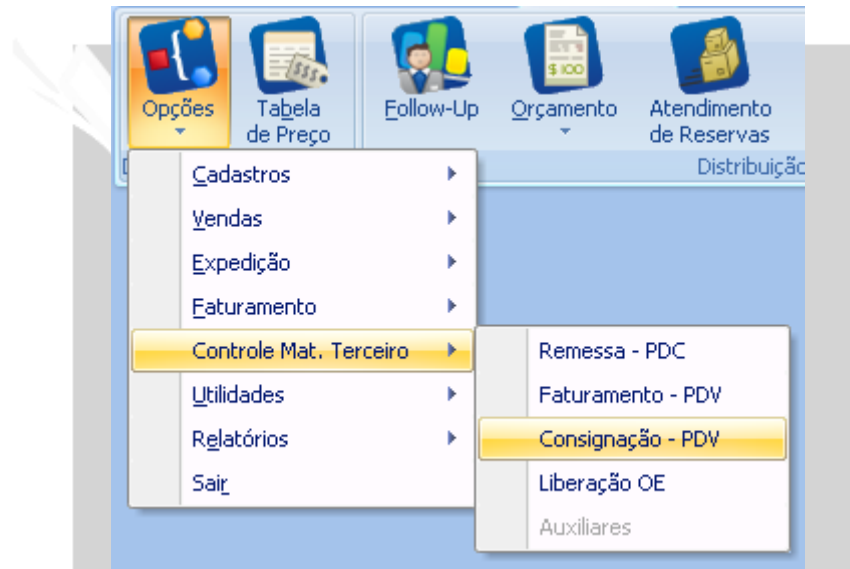 $$$
$ 100
Opções
Tabela
de Preço
Follow-Up
Orçamento
Atendimento
de Reservas
Distribuiçã
Cadastros
Vendas
Expedição
Faturamento
Controle Mat. Terceiro
Utilidades
Relatórios
Sair
Remessa - PDC
Faturamento - PDV
Consignação - PDV
Liberação OE
Auxiliares